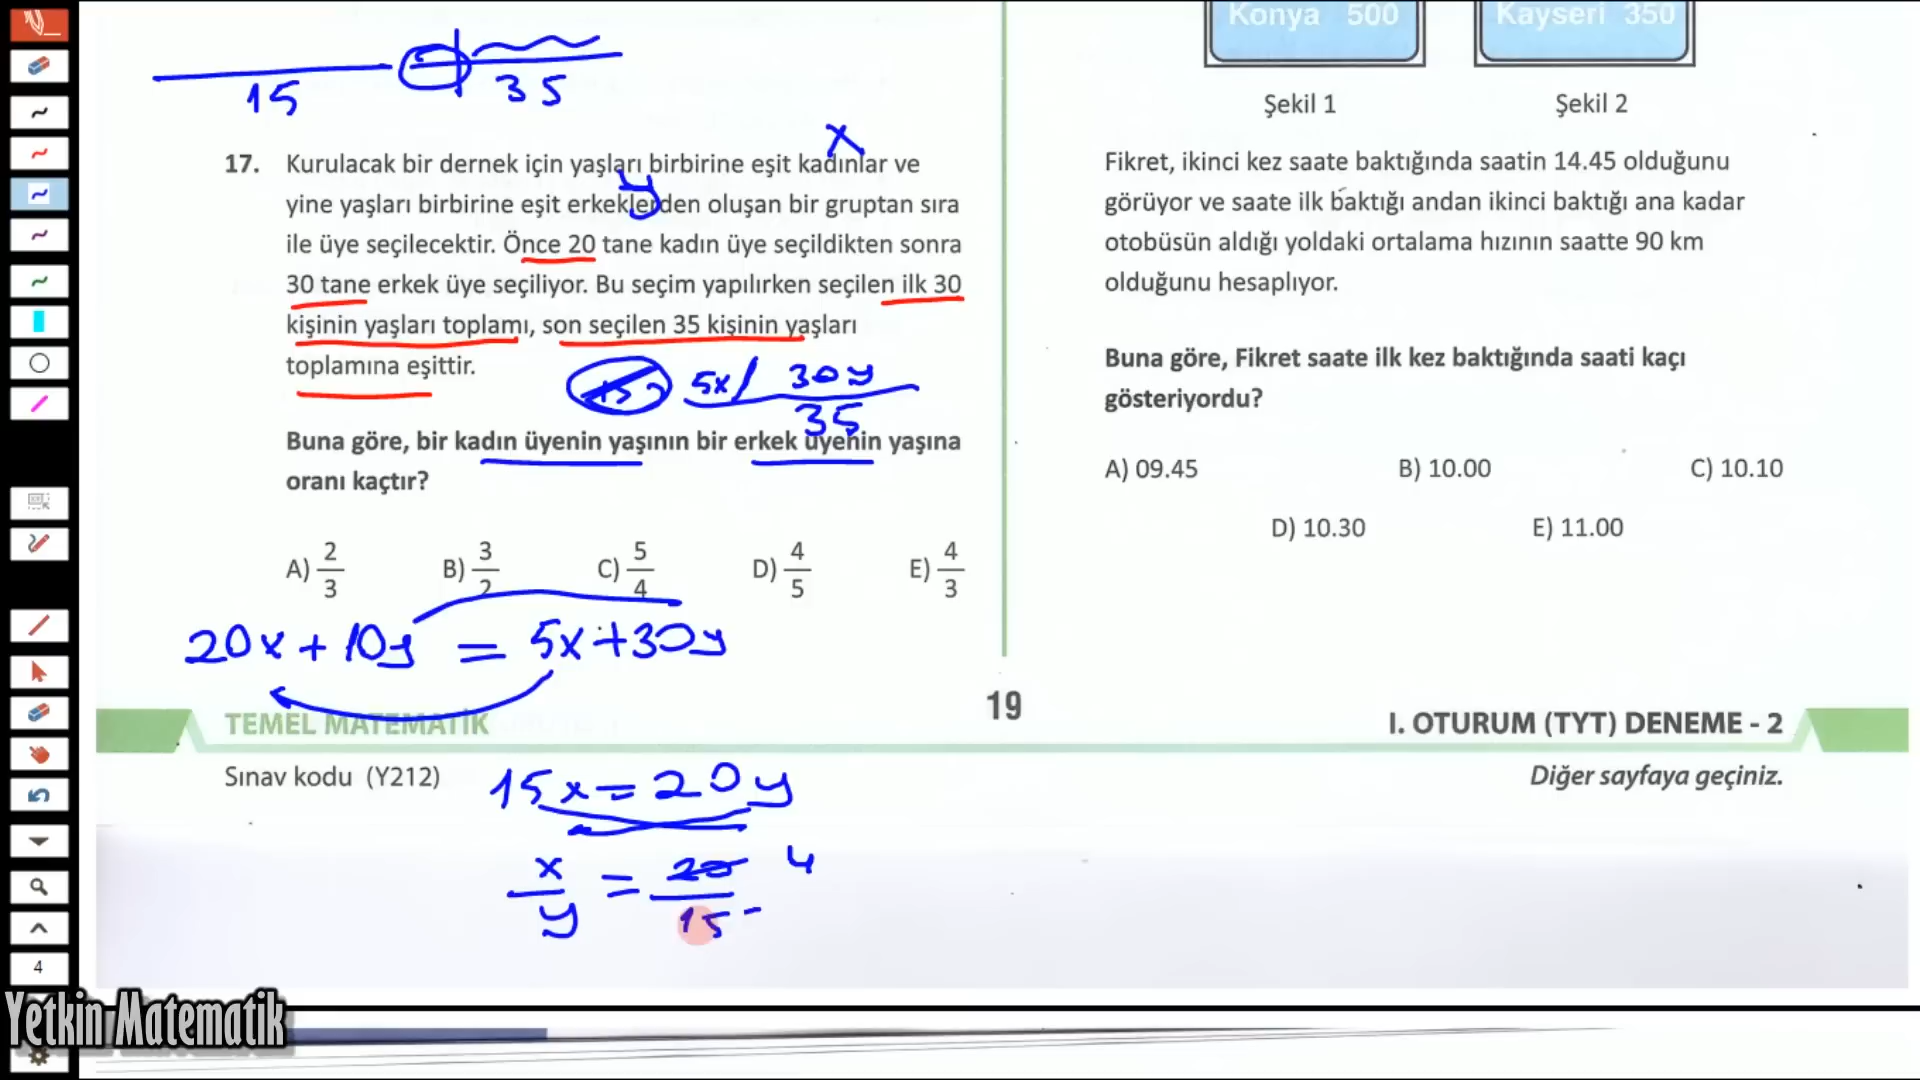 15
35
x
17. Kurulacak bir dernek için yaşları birbirine eşit kadınlar ve
y
yine yaşları birbirine eşit erkeklerden oluşan bir gruptan sıra
ile üye seçilecektir. Önce 20 tane kadın üye seçildikten sonra
30 tane erkek üye seçiliyor. Bu seçim yapılırken seçilen ilk 30
kişinin yaşları toplamı, son seçilen 35 kişinin yaşları
toplamına eşittir.
15 5x 30y
35
Buna göre, bir kadın üyenin yaşının bir erkek üyenin yaşına
oranı kaçtır?
A) 2/3 B) 3/2 C) 5/4 D) 4/5 E) 4/3
20x + 10y = 5x + 30y
15x = 20y
x/y = 20/15 4
Konya 500 Kayseri 350
Şekil 1 Şekil 2
Fikret, ikinci kez saate baktığında saatin 14.45 olduğunu
görüyor ve saate ilk baktığı andan ikinci baktığı ana kadar
otobüsün aldığı yoldaki ortalama hızının saatte 90 km
olduğunu hesaplıyor.
Buna göre, Fikret saate ilk kez baktığında saati kaçı
gösteriyordu?
A) 09.45 B) 10.00 C) 10.10
D) 10.30 E) 11.00
19
TEMEL MATEMATİK
I. OTURUM (TYT) DENEME - 2
Sınav kodu (Y212)
Diğer sayfaya geçiniz.
4
Yetkin Matematik